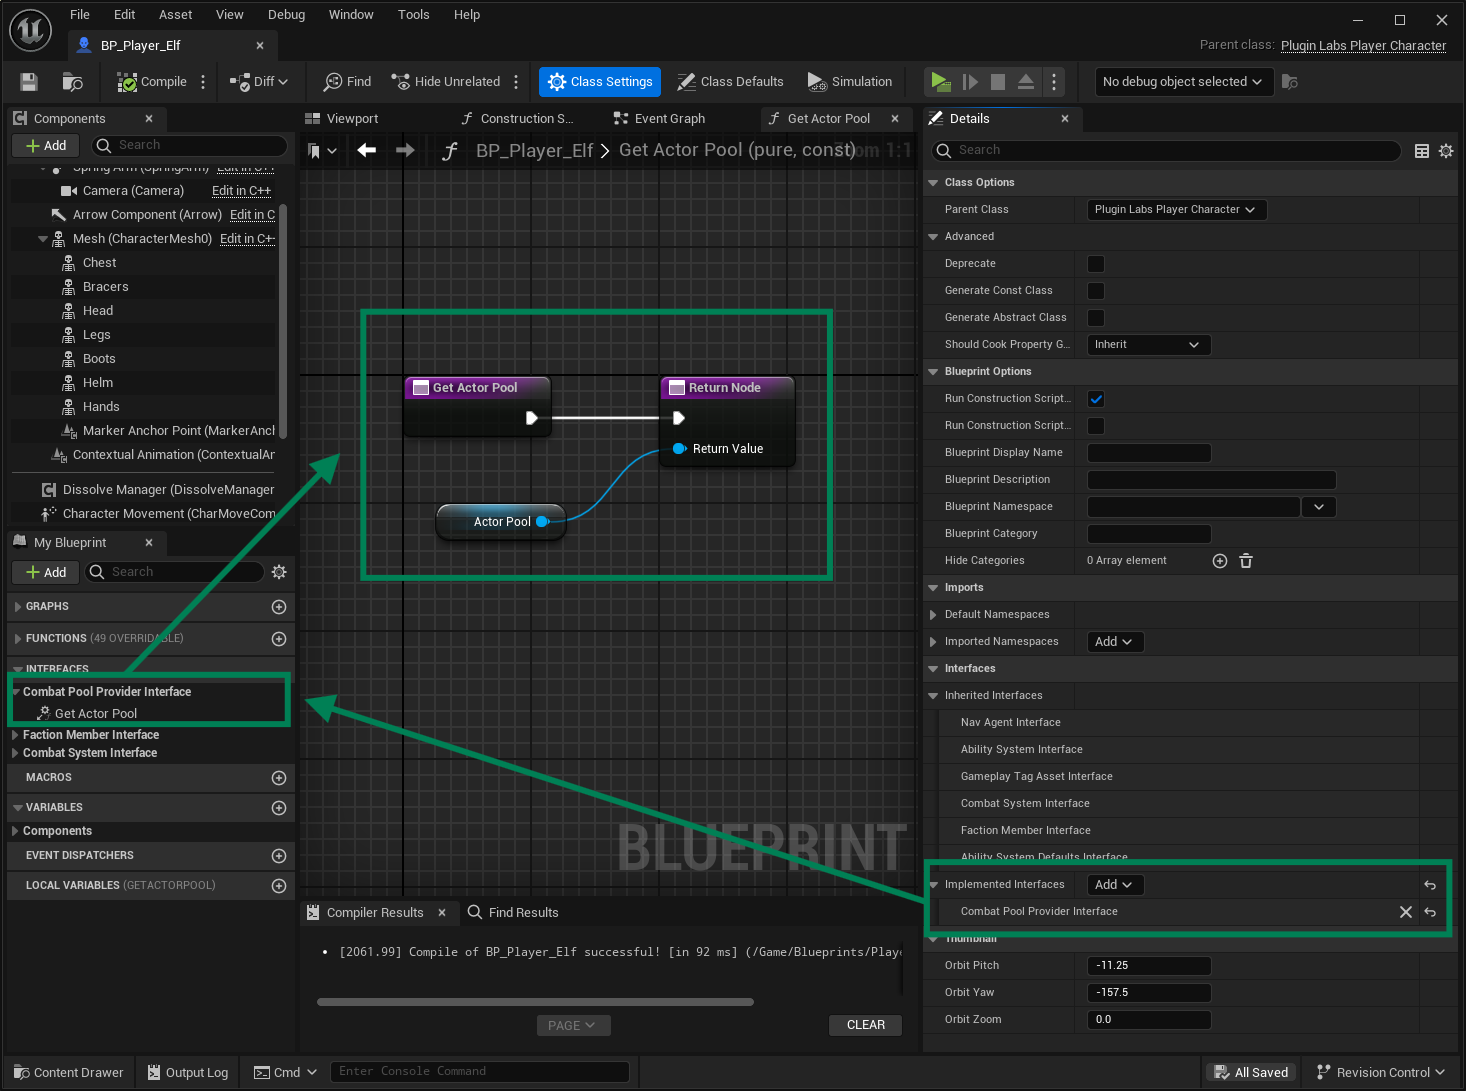 File Edit Asset View Debug Window Tools Help
BP_Player_Elf
Parent class: Plugin Labs Player Character
Compile Diff Find Hide Unrelated Class Settings Class Defaults Simulation No debug object selected
Components
Add Search
Spring Arm (SpringArm) Edit in C++
Camera (Camera) Edit in C++
Arrow Component (Arrow) Edit in C
Mesh (CharacterMesh0) Edit in C++
Chest
Bracers
Head
Legs
Boots
Helm
Hands
Marker Anchor Point (MarkerAnch
Contextual Animation (ContextualAn
Dissolve Manager (DissolveManager
Character Movement (CharMoveCom
My Blueprint
Add Search
GRAPHS
FUNCTIONS (49 OVERRIDABLE)
INTERFACES
Combat Pool Provider Interface
Get Actor Pool
Faction Member Interface
Combat System Interface
MACROS
VARIABLES
Components
EVENT DISPATCHERS
LOCAL VARIABLES (GETACTORPOOL)
Viewport Construction S... Event Graph Get Actor Pool
BP_Player_Elf > Get Actor Pool (pure, const) 1:1
Get Actor Pool
Return Node
Return Value
Actor Pool
BLUEPRINT
Compiler Results Find Results
• [2061.99] Compile of BP_Player_Elf successful! [in 92 ms] (/Game/Blueprints/Playe
PAGE CLEAR
Details
Search
Class Options
Parent Class Plugin Labs Player Character
Advanced
Deprecate
Generate Const Class
Generate Abstract Class
Should Cook Property G... Inherit
Blueprint Options
Run Construction Script...
Run Construction Script...
Blueprint Display Name
Blueprint Description
Blueprint Namespace
Blueprint Category
Hide Categories 0 Array element
Imports
Default Namespaces
Imported Namespaces Add
Interfaces
Inherited Interfaces
Nav Agent Interface
Ability System Interface
Gameplay Tag Asset Interface
Combat System Interface
Faction Member Interface
Ability System Defaults Interface
Implemented Interfaces Add
Combat Pool Provider Interface
Thumbnail
Orbit Pitch -11.25
Orbit Yaw -157.5
Orbit Zoom 0.0
Content Drawer Output Log Cmd Enter Console Command All Saved Revision Control